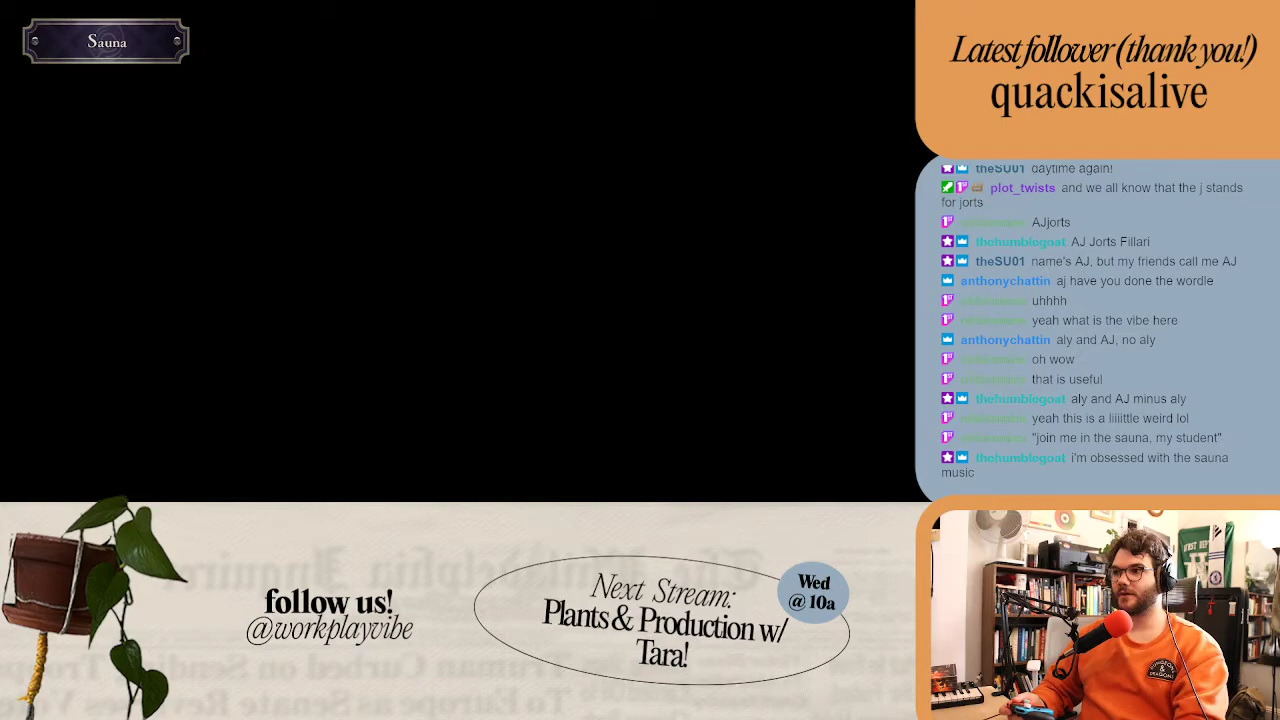 Sauna
Latest follower (thank you!)
quackisalive
theSU01 daytime again!
plot_twists and we all know that the j stands
for jorts
AJjorts
thehumblegoat AJ Jorts Fillari
theSU01 name's AJ, but my friends call me AJ
anthonychattin aj have you done the wordle
uhhhh
yeah what is the vibe here
anthonychattin aly and AJ, no aly
oh wow
that is useful
thehumblegoat aly and AJ minus aly
yeah this is a liiiittle weird lol
"join me in the sauna, my student"
thehumblegoat i'm obsessed with the sauna
music
follow us!
@workplayvibe
Next Stream:
Plants & Production w/
Tara!
Wed
@ 10a
DUNGEONS
&
DRAGONS